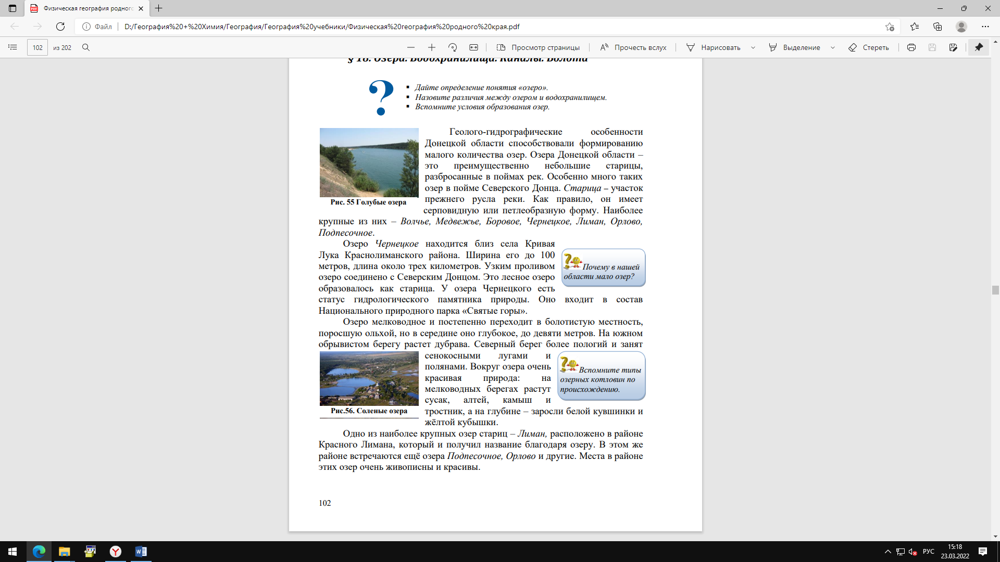 Физическая география родного
Файл
D:/География%20+%20Химия/География/География%20учебники/Физическая%20география%20родного%20края.pdf
102
из 202
Просмотр страницы
Прочесть вслух
Нарисовать
Выделение
Стереть
§ 18. Озера. Водохранилища. Каналы. Болота
?
▪ Дайте определение понятия «озеро».
▪ Назовите различия между озером и водохранилищем.
▪ Вспомните условия образования озер.
Геолого-гидрографические особенности
Донецкой области способствовали формированию
малого количества озер. Озера Донецкой области –
это преимущественно небольшие старицы,
разбросанные в поймах рек. Особенно много таких
озер в пойме Северского Донца. Старица – участок
прежнего русла реки. Как правило, он имеет
серповидную или петлеобразную форму. Наиболее
Рис. 55 Голубые озера
крупные из них – Волчье, Медвежье, Боровое, Чернецкое, Лиман, Орлово,
Подпесочное.
Озеро Чернецкое находится близ села Кривая
Лука Краснолиманского района. Ширина его до 100
метров, длина около трех километров. Узким проливом
озеро соединено с Северским Донцом. Это лесное озеро
образовалось как старица. У озера Чернецкого есть
статус гидрологического памятника природы. Оно входит в состав
Национального природного парка «Святые горы».
Почему в нашей
области мало озер?
Озеро мелководное и постепенно переходит в болотистую местность,
поросшую ольхой, но в середине оно глубокое, до девяти метров. На южном
обрывистом берегу растет дубрава. Северный берег более пологий и занят
сенокосными лугами и
полянами. Вокруг озера очень
красивая природа: на
мелководных берегах растут
сусак, алтей, камыш и
тростник, а на глубине – заросли белой кувшинки и
жёлтой кубышки.
Вспомните типы
озерных котловин по
происхождению.
Рис.56. Соленые озера
Одно из наиболее крупных озер стариц – Лиман, расположено в районе
Красного Лимана, который и получил название благодаря озеру. В этом же
районе встречаются ещё озера Подпесочное, Орлово и другие. Места в районе
этих озер очень живописны и красивы.
102
РУС
15:18
23.03.2022